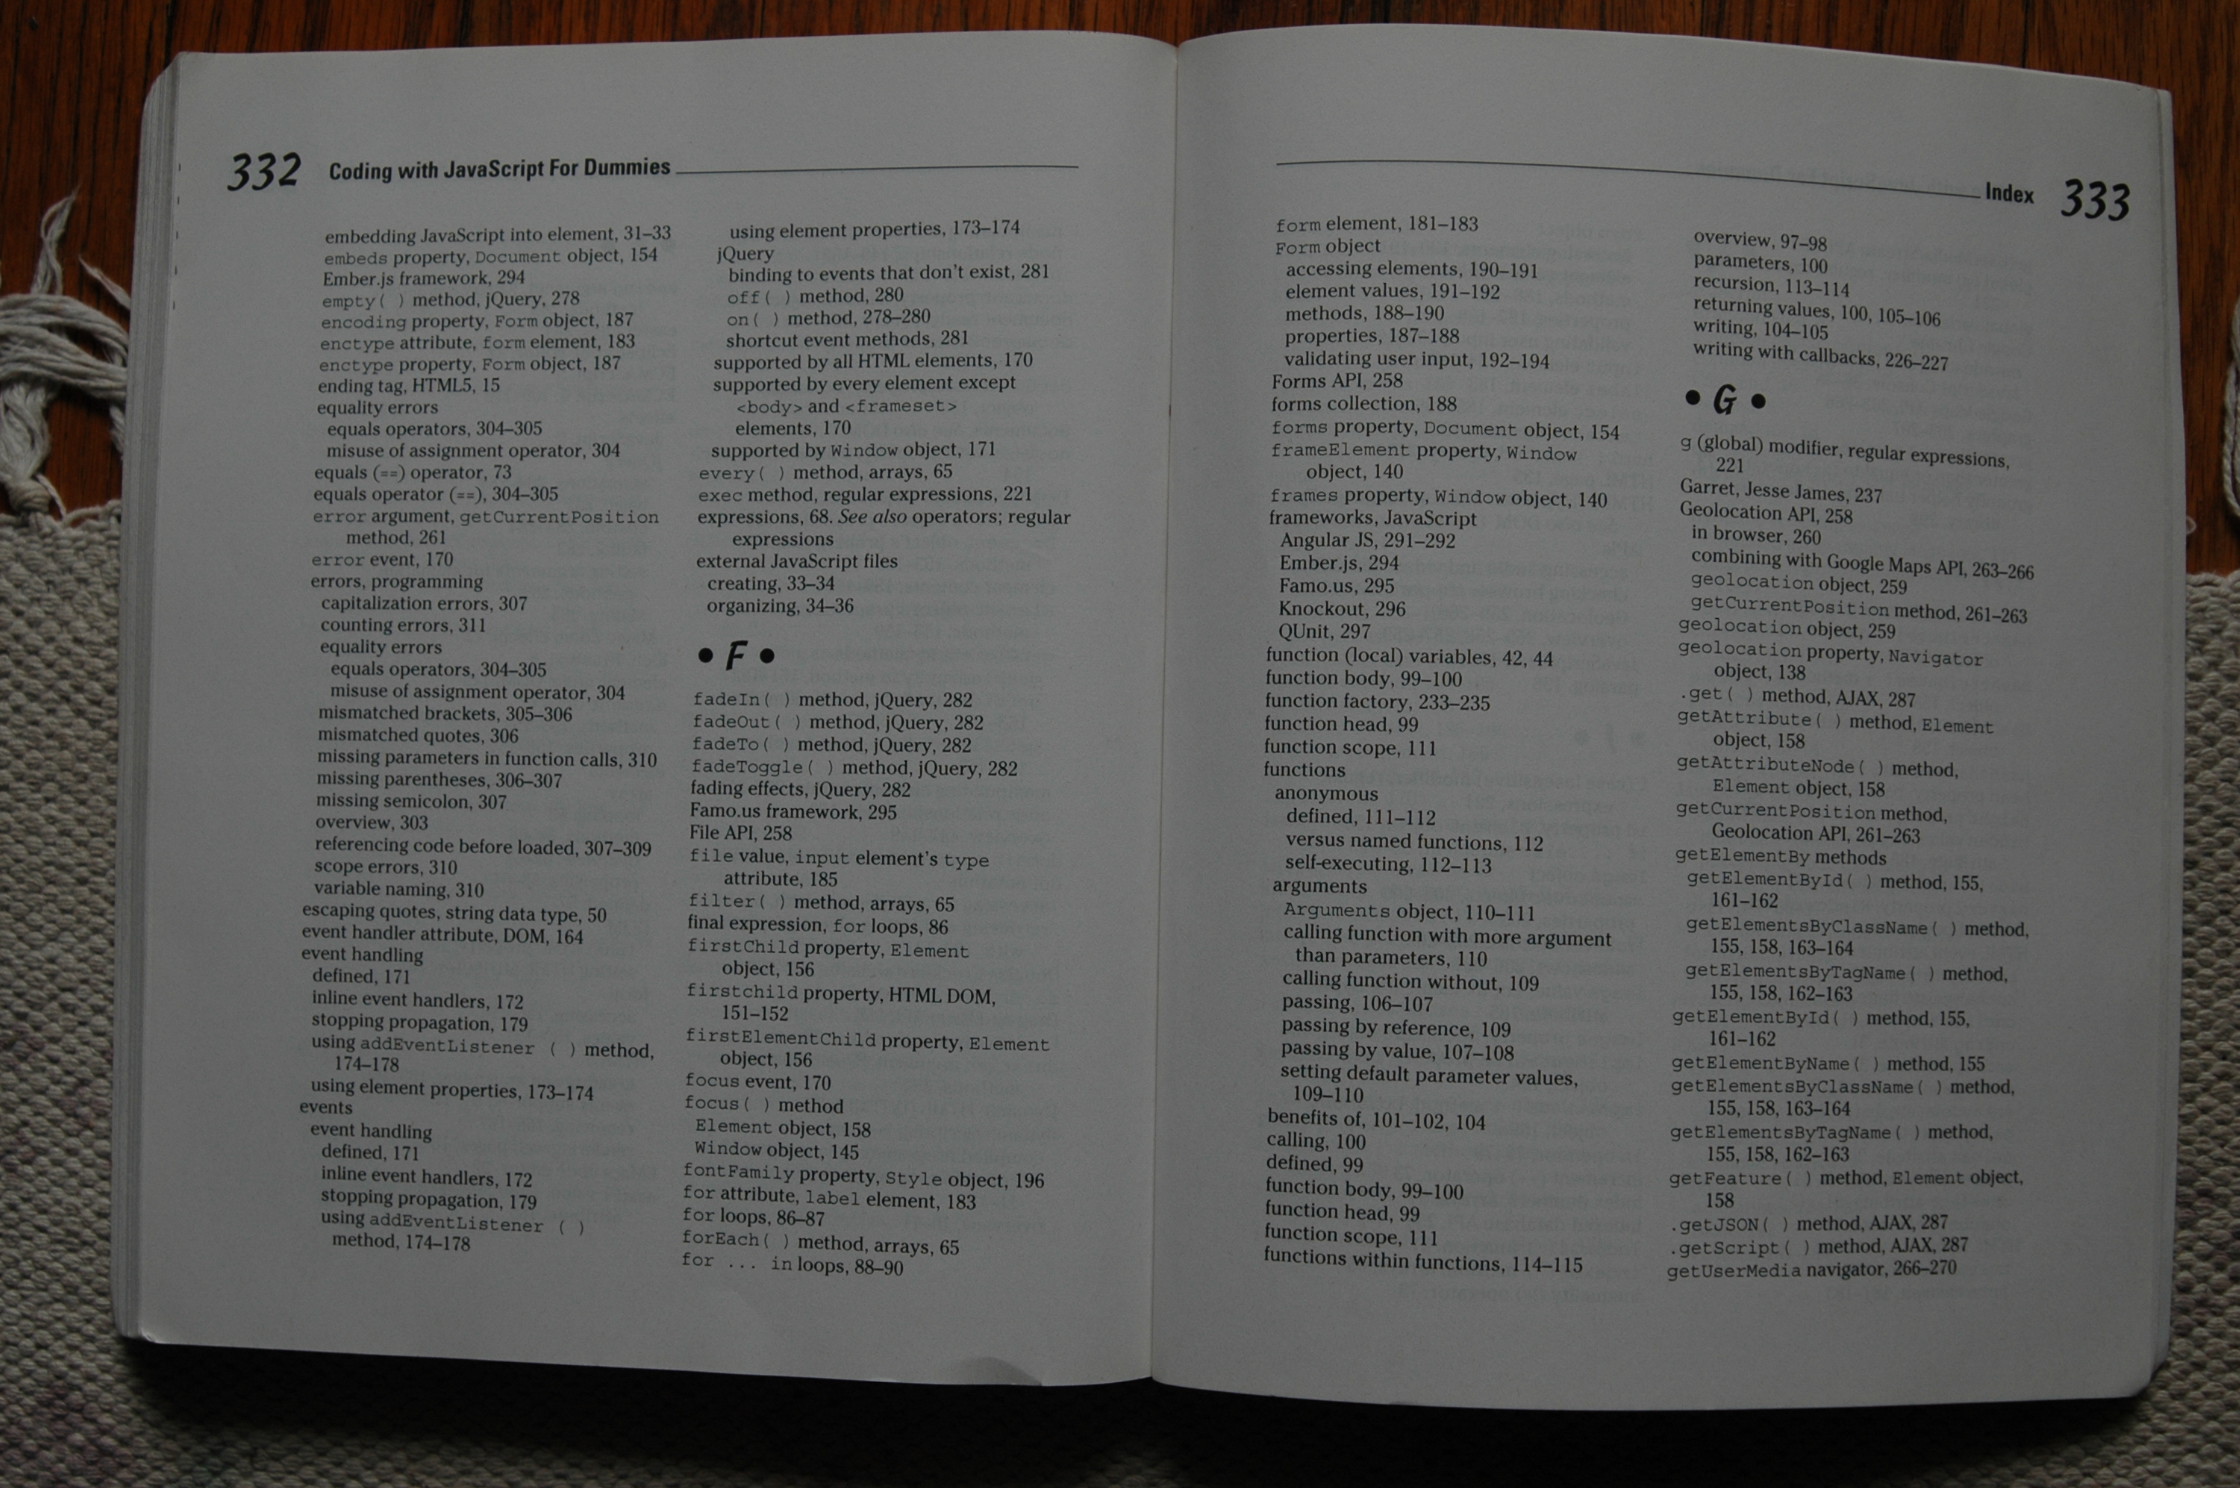 332 Coding with JavaScript For Dummies
embedding JavaScript into element, 31–33
embeds property, Document object, 154
Ember.js framework, 294
empty( ) method, jQuery, 278
encoding property, Form object, 187
enctype attribute, form element, 183
enctype property, Form object, 187
ending tag, HTML5, 15
equality errors
equals operators, 304–305
misuse of assignment operator, 304
equals (==) operator, 73
equals operator (==), 304–305
error argument, getCurrentPosition
method, 261
error event, 170
errors, programming
capitalization errors, 307
counting errors, 311
equality errors
equals operators, 304–305
misuse of assignment operator, 304
mismatched brackets, 305–306
mismatched quotes, 306
missing parameters in function calls, 310
missing parentheses, 306–307
missing semicolon, 307
overview, 303
referencing code before loaded, 307–309
scope errors, 310
variable naming, 310
escaping quotes, string data type, 50
event handler attribute, DOM, 164
event handling
defined, 171
inline event handlers, 172
stopping propagation, 179
using addEventListener ( ) method,
174–178
using element properties, 173–174
events
event handling
defined, 171
inline event handlers, 172
stopping propagation, 179
using addEventListener ( )
method, 174–178
using element properties, 173–174
jQuery
binding to events that don't exist, 281
off( ) method, 280
on( ) method, 278–280
shortcut event methods, 281
supported by all HTML elements, 170
supported by every element except
<body> and <frameset>
elements, 170
supported by Window object, 171
every( ) method, arrays, 65
exec method, regular expressions, 221
expressions, 68. See also operators; regular
expressions
external JavaScript files
creating, 33–34
organizing, 34–36
• F •
fadein( ) method, jQuery, 282
fadeOut( ) method, jQuery, 282
fadeTo( ) method, jQuery, 282
fadeToggle( ) method, jQuery, 282
fading effects, jQuery, 282
Famo.us framework, 295
File API, 258
file value, input element's type
attribute, 185
filter( ) method, arrays, 65
final expression, for loops, 86
firstChild property, Element
object, 156
firstchild property, HTML DOM,
151–152
firstElementChild property, Element
object, 156
focus event, 170
focus( ) method
Element object, 158
Window object, 145
fontFamily property, Style object, 196
for attribute, label element, 183
for loops, 86–87
forEach( ) method, arrays, 65
for ... in loops, 88–90
Index 333
form element, 181–183
Form object
accessing elements, 190–191
element values, 191–192
methods, 188–190
properties, 187–188
validating user input, 192–194
Forms API, 258
forms collection, 188
forms property, Document object, 154
frameElement property, Window
object, 140
frames property, Window object, 140
frameworks, JavaScript
Angular JS, 291–292
Ember.js, 294
Famo.us, 295
Knockout, 296
QUnit, 297
function (local) variables, 42, 44
function body, 99–100
function factory, 233–235
function head, 99
function scope, 111
functions
anonymous
defined, 111–112
versus named functions, 112
self-executing, 112–113
arguments
Arguments object, 110–111
calling function with more argument
than parameters, 110
calling function without, 109
passing, 106–107
passing by reference, 109
passing by value, 107–108
setting default parameter values,
109–110
benefits of, 101–102, 104
calling, 100
defined, 99
function body, 99–100
function head, 99
function scope, 111
functions within functions, 114–115
overview, 97–98
parameters, 100
recursion, 113–114
returning values, 100, 105–106
writing, 104–105
writing with callbacks, 226–227
• G •
g (global) modifier, regular expressions,
221
Garret, Jesse James, 237
Geolocation API, 258
in browser, 260
combining with Google Maps API, 263–266
geolocation object, 259
getCurrentPosition method, 261–263
geolocation object, 259
geolocation property, Navigator
object, 138
.get( ) method, AJAX, 287
getAttribute( ) method, Element
object, 158
getAttributeNode( ) method,
Element object, 158
getCurrentPosition method,
Geolocation API, 261–263
getElementBy methods
getElementById( ) method, 155,
161–162
getElementsByClassName( ) method,
155, 158, 163–164
getElementsByTagName( ) method,
155, 158, 162–163
getElementById( ) method, 155,
161–162
getElementByName( ) method, 155
getElementsByClassName( ) method,
155, 158, 163–164
getElementsByTagName( ) method,
155, 158, 162–163
getFeature( ) method, Element object,
158
.getJSON( ) method, AJAX, 287
.getScript( ) method, AJAX, 287
getUserMedia navigator, 266–270